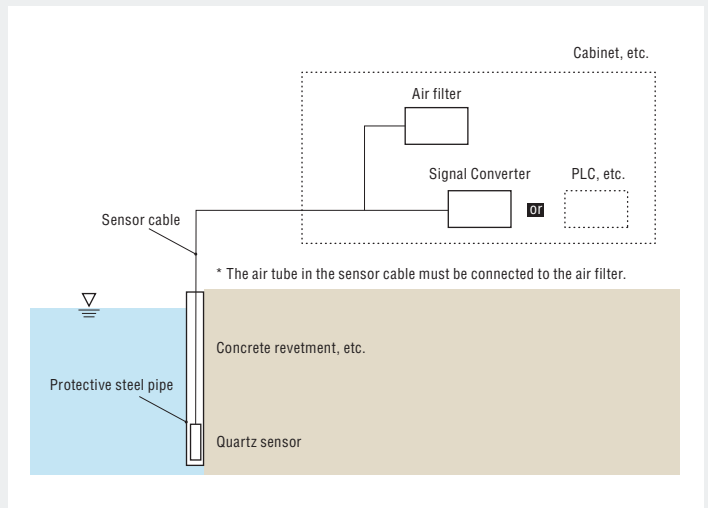 Cabinet, etc.
Air filter
Signal Converter
or
PLC, etc.
Sensor cable
* The air tube in the sensor cable must be connected to the air filter.
Concrete revetment, etc.
Protective steel pipe
Quartz sensor